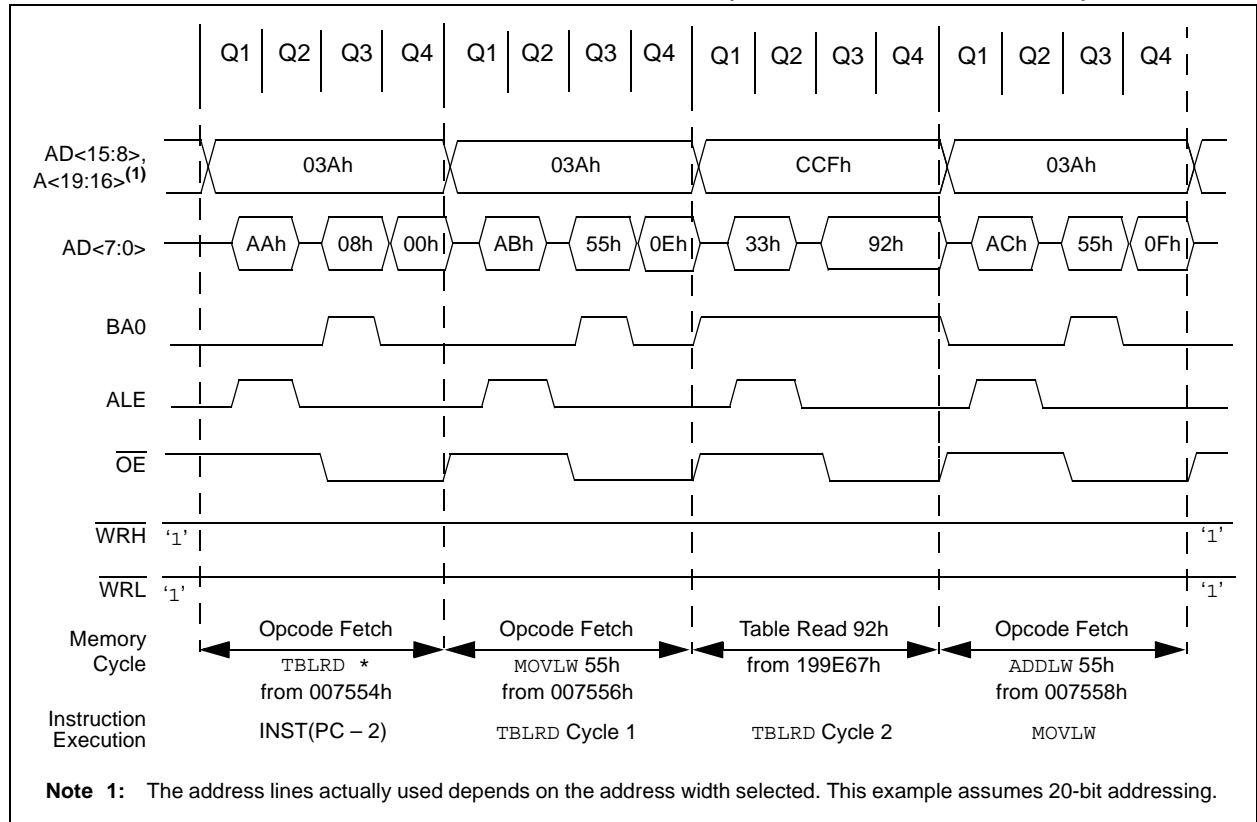 Q1 Q2 Q3 Q4 Q1 Q2 Q3 Q4 Q1 Q2 Q3 Q4 Q1 Q2 Q3 Q4
AD<15:8>,
A<19:16>(1)
03Ah 03Ah CCFh 03Ah
AD<7:0> AAh 08h 00h ABh 55h 0Eh 33h 92h ACh 55h 0Fh
BA0
ALE
OE
WRH '1' '1'
WRL '1' '1'
Memory
Cycle
Opcode Fetch
TBLRD *
from 007554h
Opcode Fetch
MOVLW 55h
from 007556h
Table Read 92h
from 199E67h
Opcode Fetch
ADDLW 55h
from 007558h
Instruction
Execution
INST(PC – 2) TBLRD Cycle 1 TBLRD Cycle 2 MOVLW
Note 1: The address lines actually used depends on the address width selected. This example assumes 20-bit addressing.